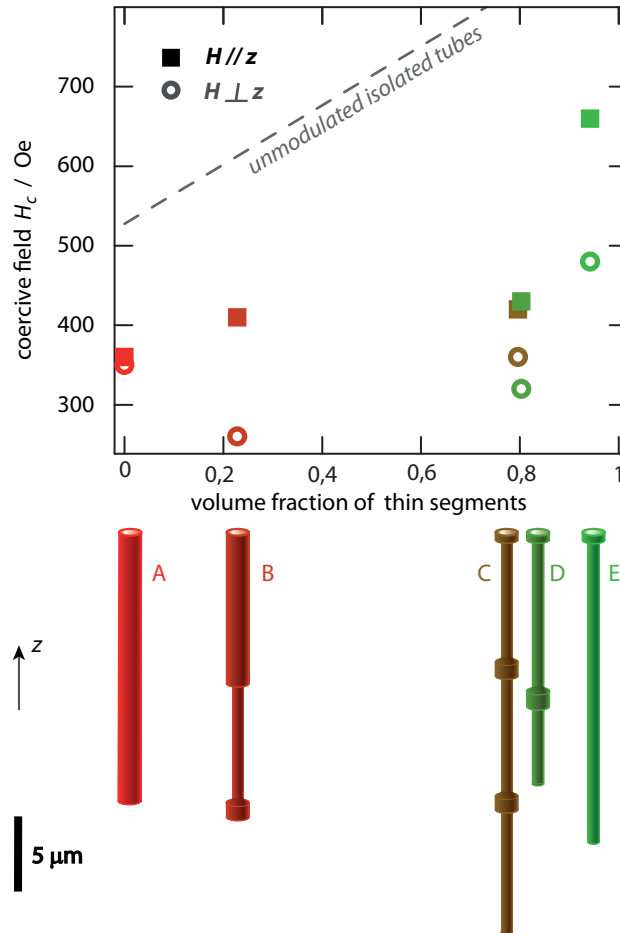 H // z
H ⊥ z
unmodulated isolated tubes
coercive field Hc / Oe
700
600
500
400
300
0
0,2
0,4
0,6
0,8
1
volume fraction of thin segments
A
B
C
D
E
z
5 μm